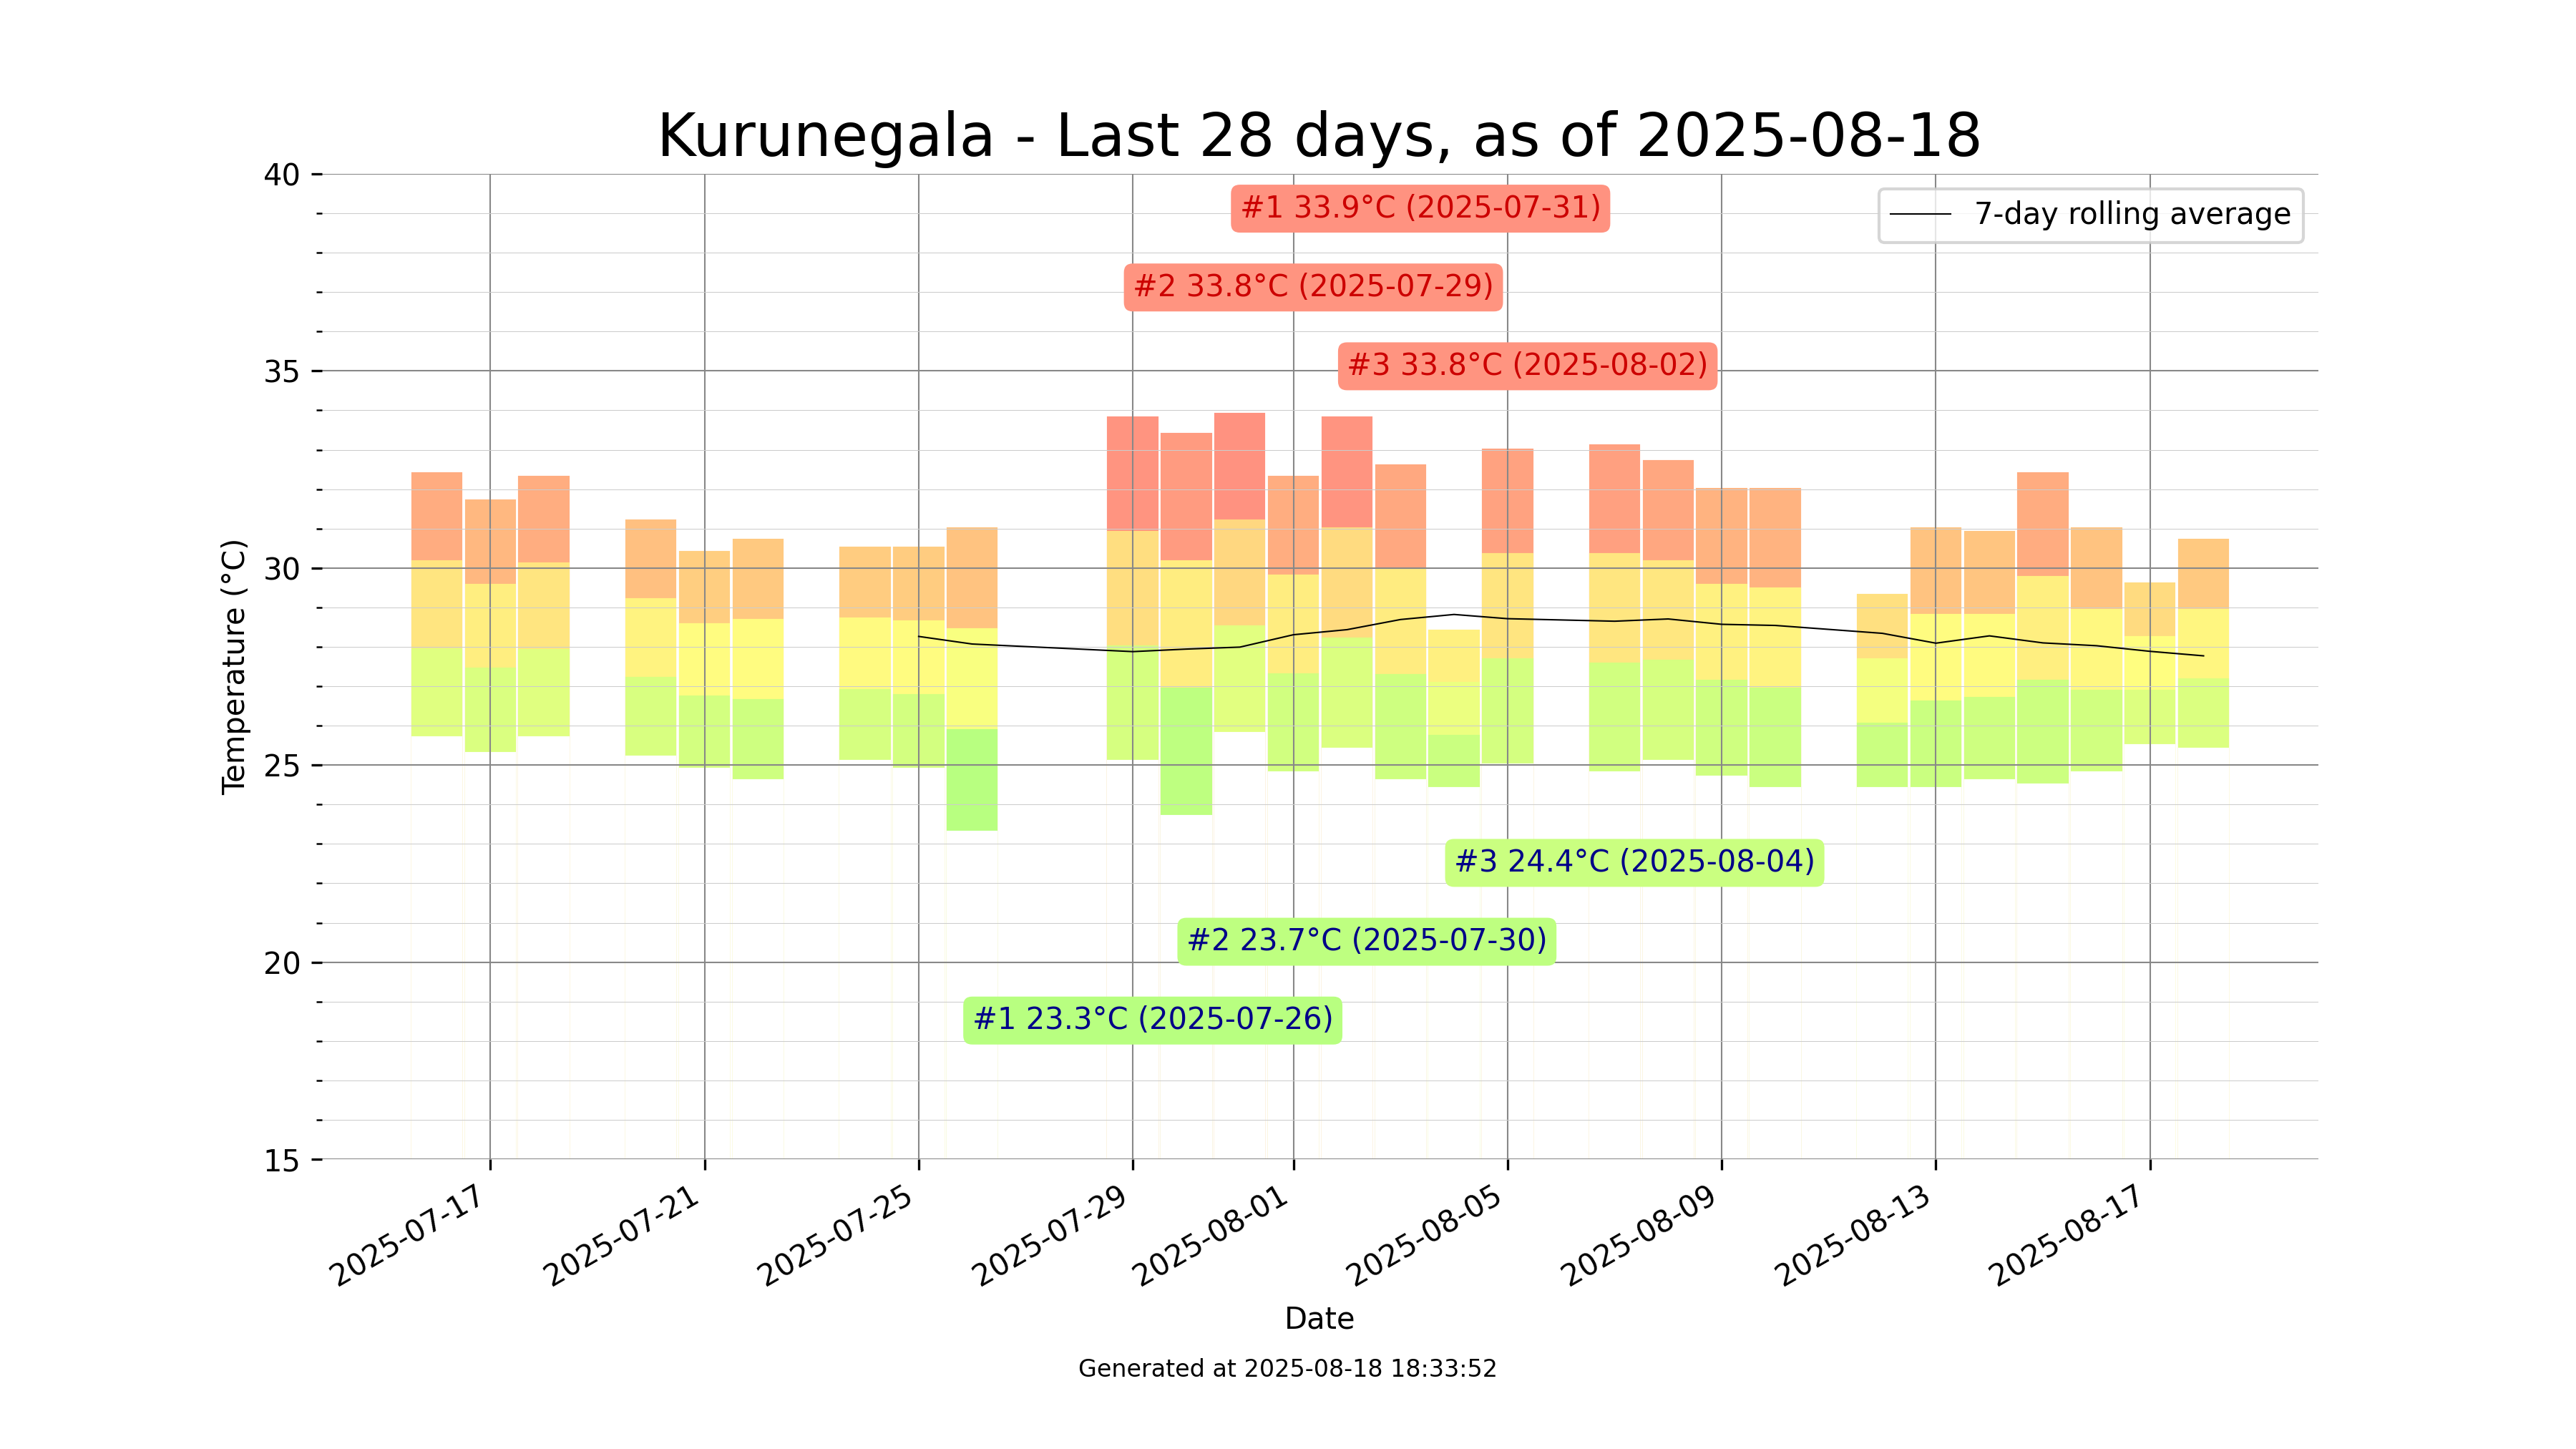 Kurunegala - Last 28 days, as of 2025-08-18
40
35
30
25
20
15
Temperature (°C)
7-day rolling average
#1 33.9°C (2025-07-31)
#2 33.8°C (2025-07-29)
#3 33.8°C (2025-08-02)
#3 24.4°C (2025-08-04)
#2 23.7°C (2025-07-30)
#1 23.3°C (2025-07-26)
2025-07-17
2025-07-21
2025-07-25
2025-07-29
2025-08-01
2025-08-05
2025-08-09
2025-08-13
2025-08-17
Date
Generated at 2025-08-18 18:33:52